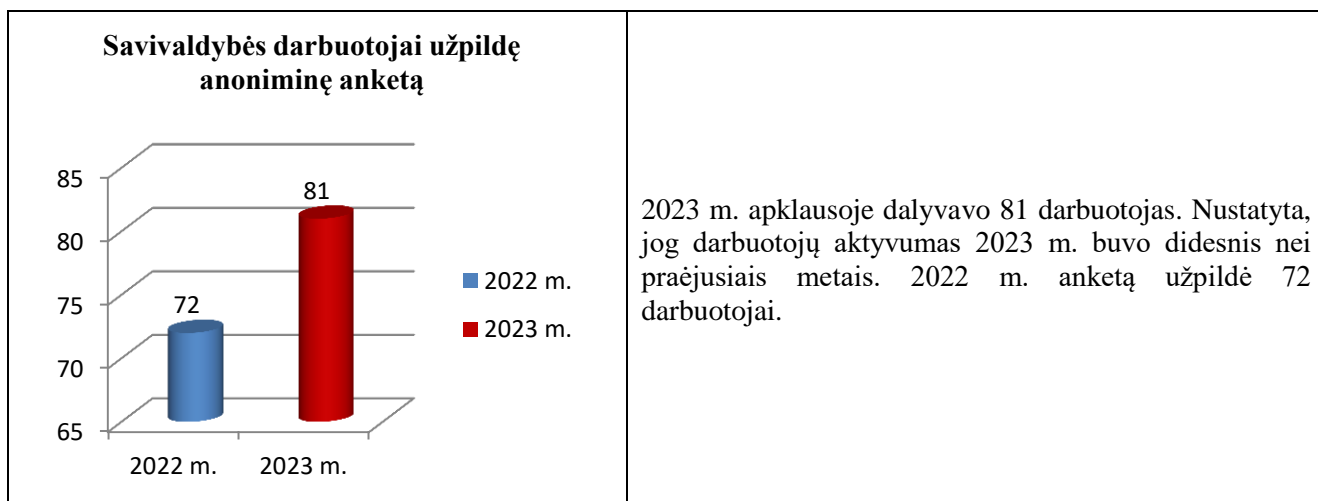 Savivaldybės darbuotojai užpildę
anoniminę anketą
85
80
75
70
65
72
81
2022 m.
2023 m.
2022 m.
2023 m.
2023 m. apklausoje dalyvavo 81 darbuotojas. Nustatyta,
jog darbuotojų aktyvumas 2023 m. buvo didesnis nei
praėjusiais metais. 2022 m. anketą užpildė 72
darbuotojai.